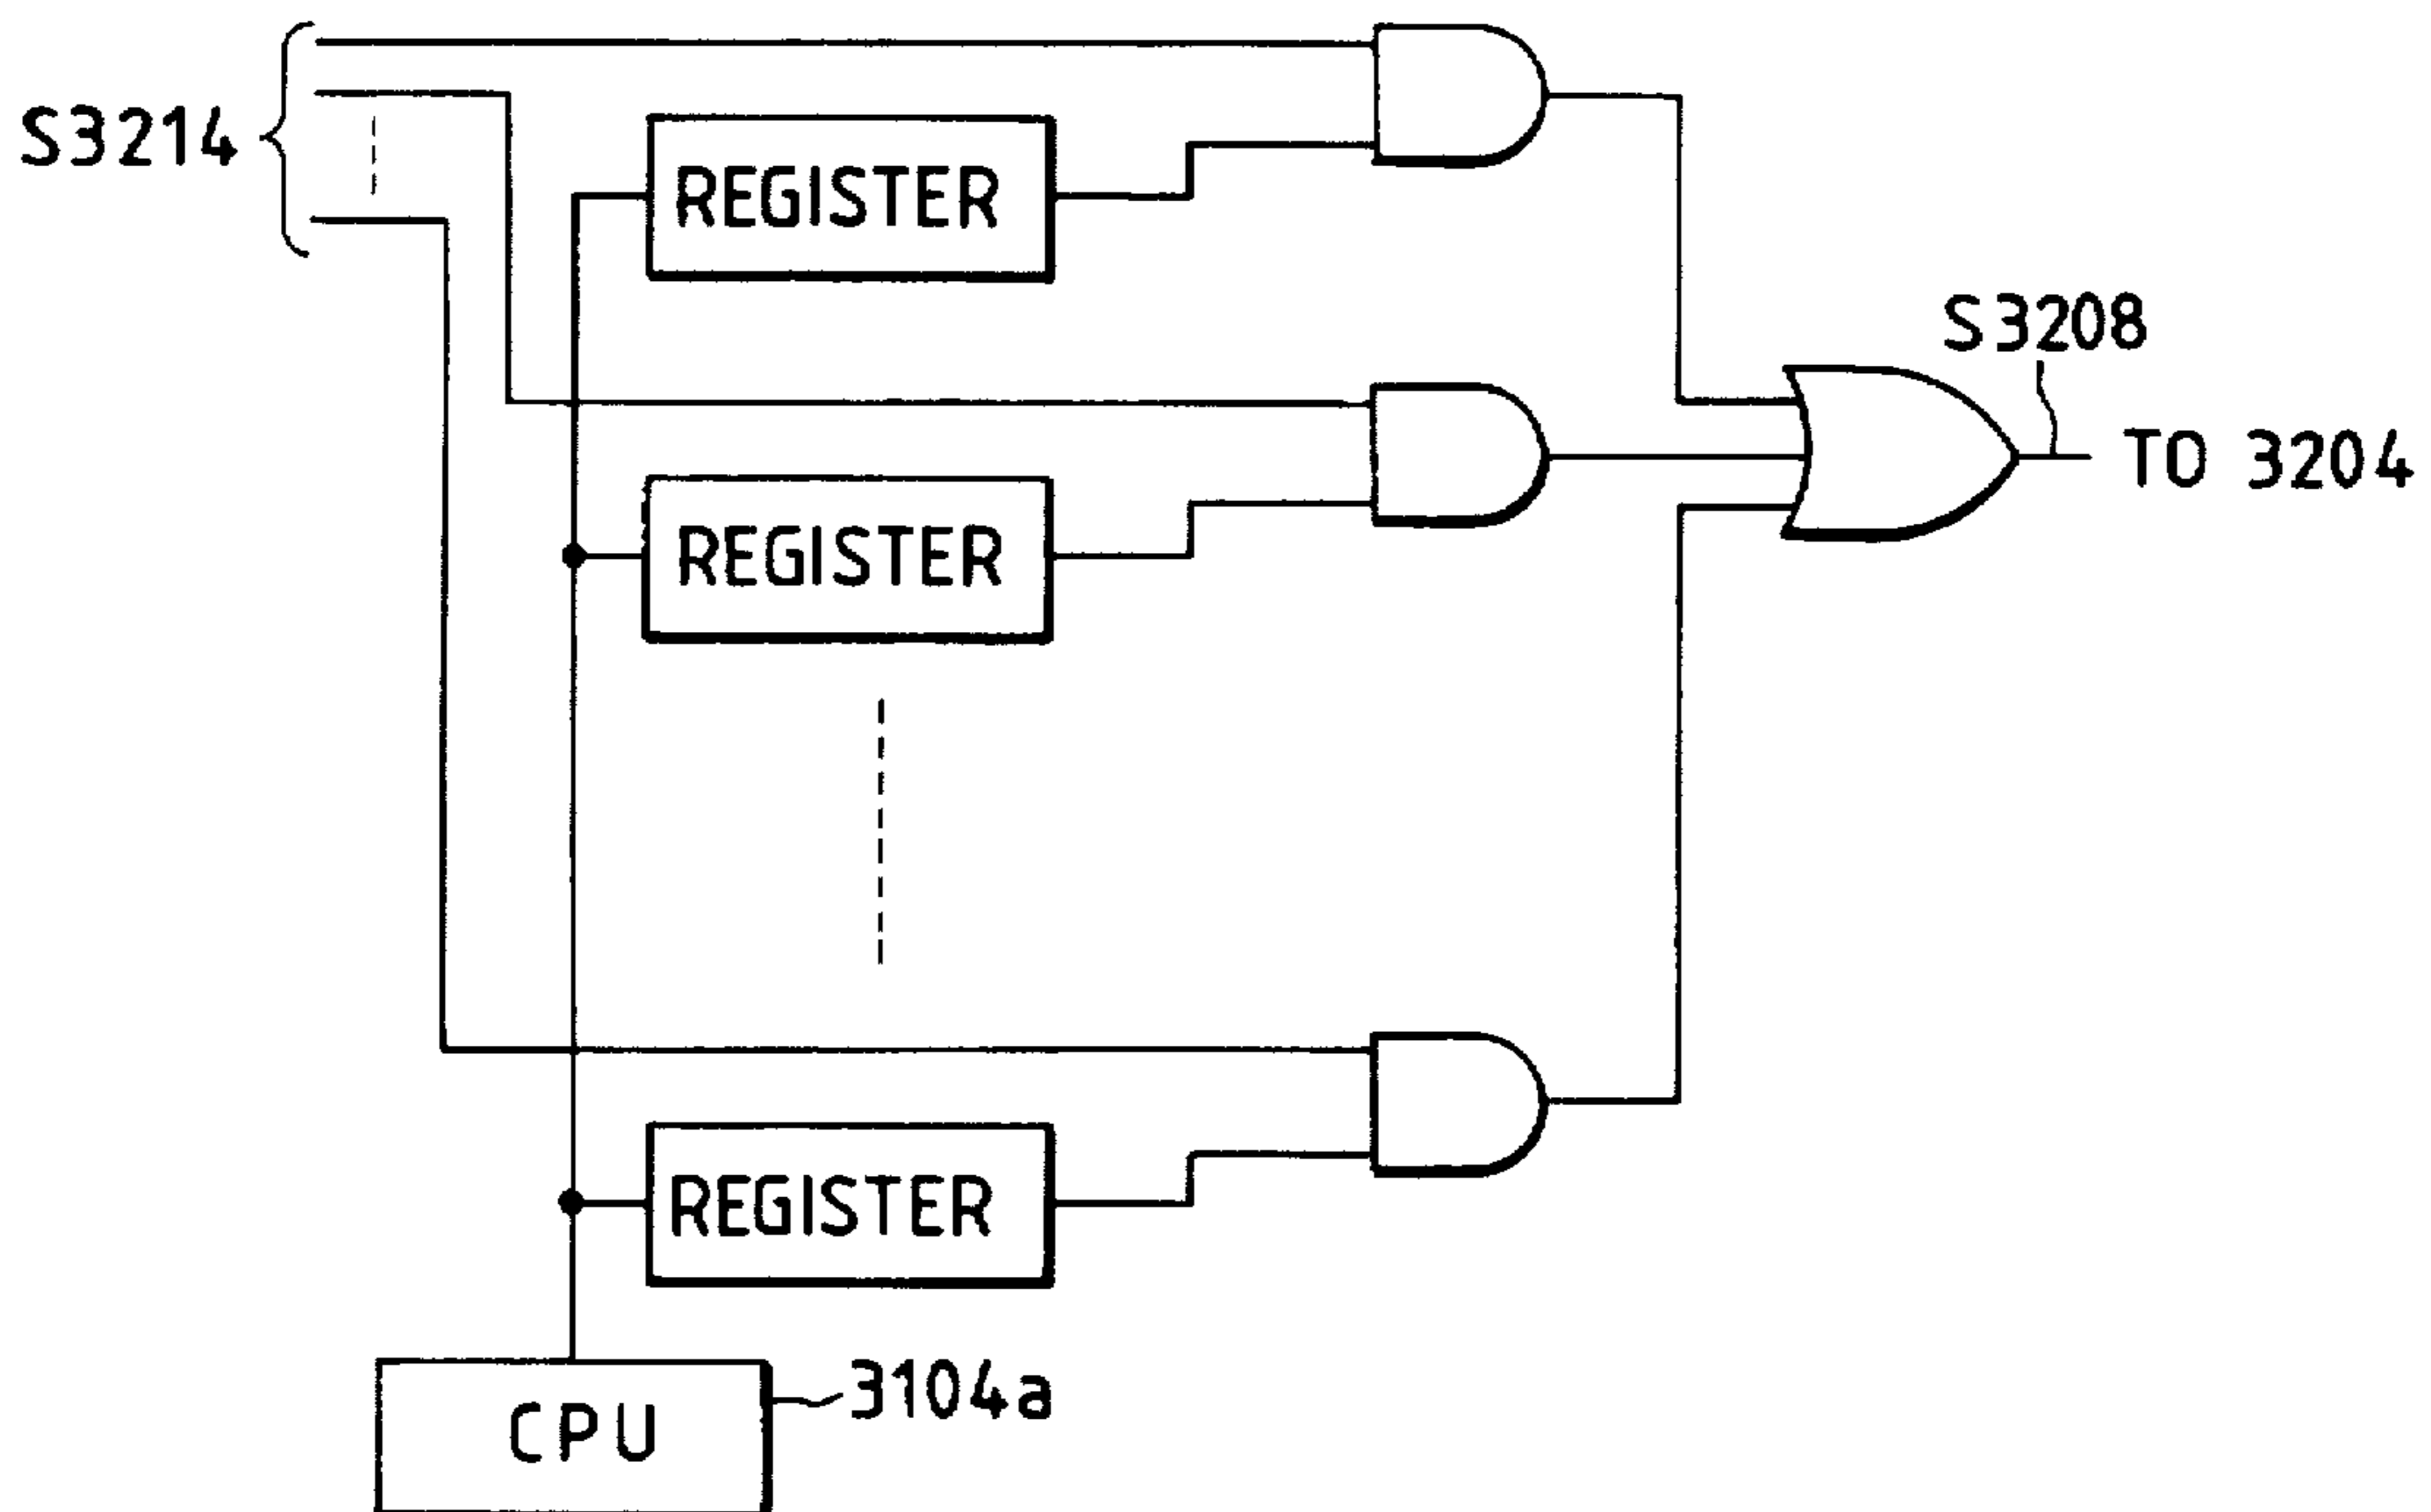 S3214
REGISTER
S3208
TO 3204
REGISTER
REGISTER
3104a
CPU